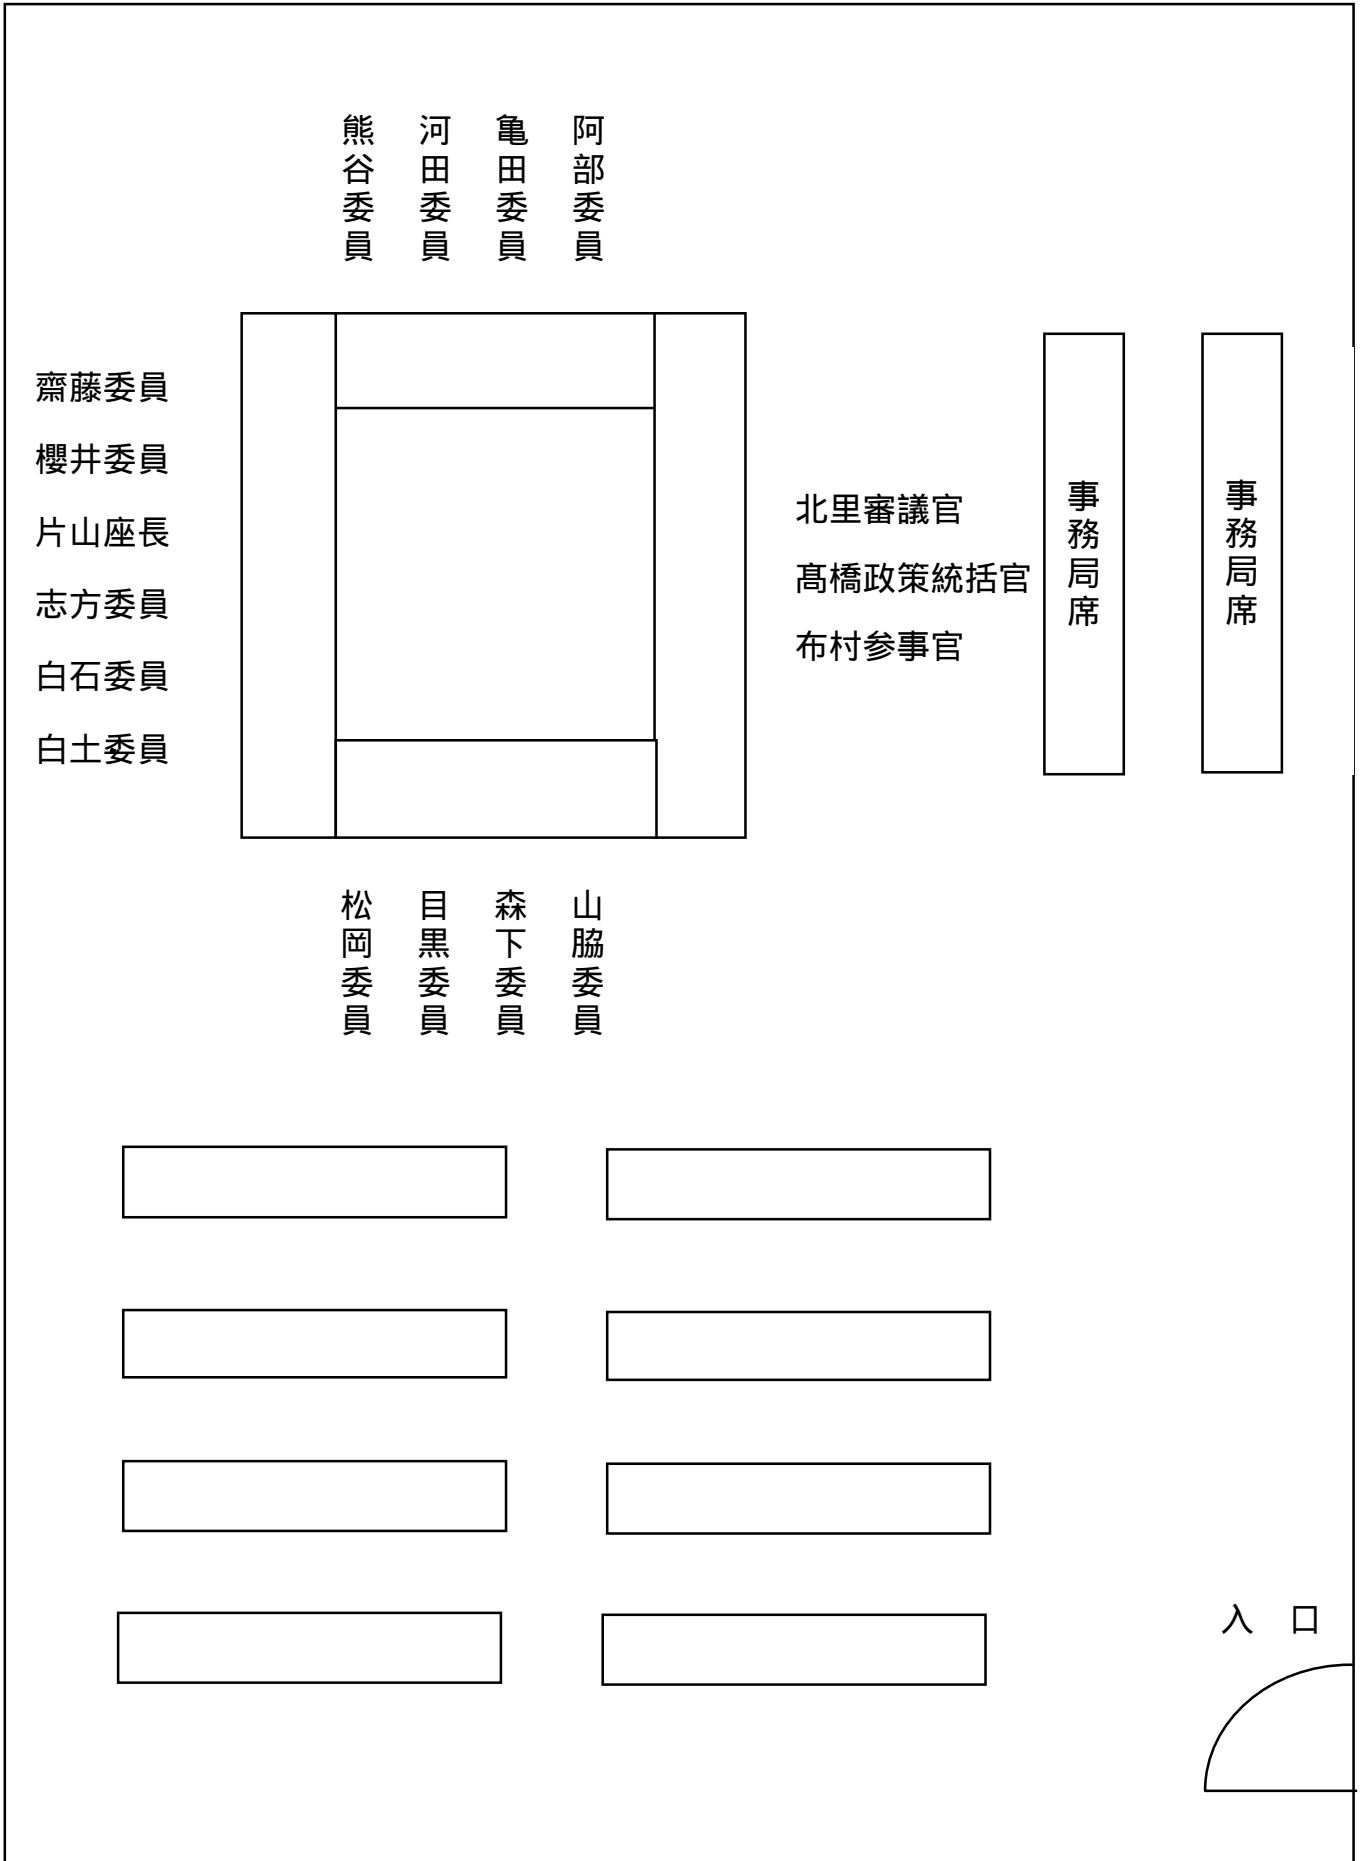 熊谷委員
河田委員
亀田委員
阿部委員
齋藤委員
櫻井委員
片山座長
志方委員
白石委員
白土委員
北里審議官
髙橋政策統括官
布村参事官
事務局席
事務局席
松岡委員
目黒委員
森下委員
山脇委員
入 口